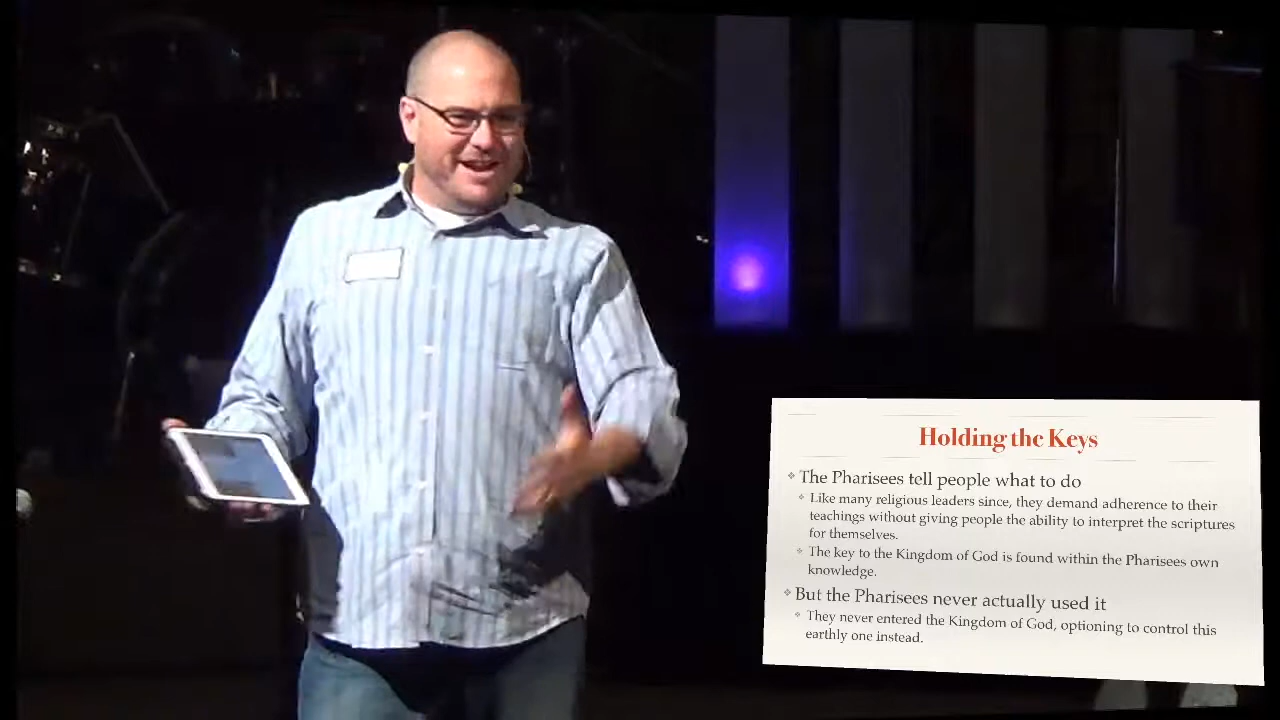 Holding the Keys
The Pharisees tell people what to do
Like many religious leaders since, they demand adherence to their
teachings without giving people the ability to interpret the scriptures
for themselves.
The key to the Kingdom of God is found within the Pharisees own
knowledge.
But the Pharisees never actually used it
They never entered the Kingdom of God, optioning to control this
earthly one instead.